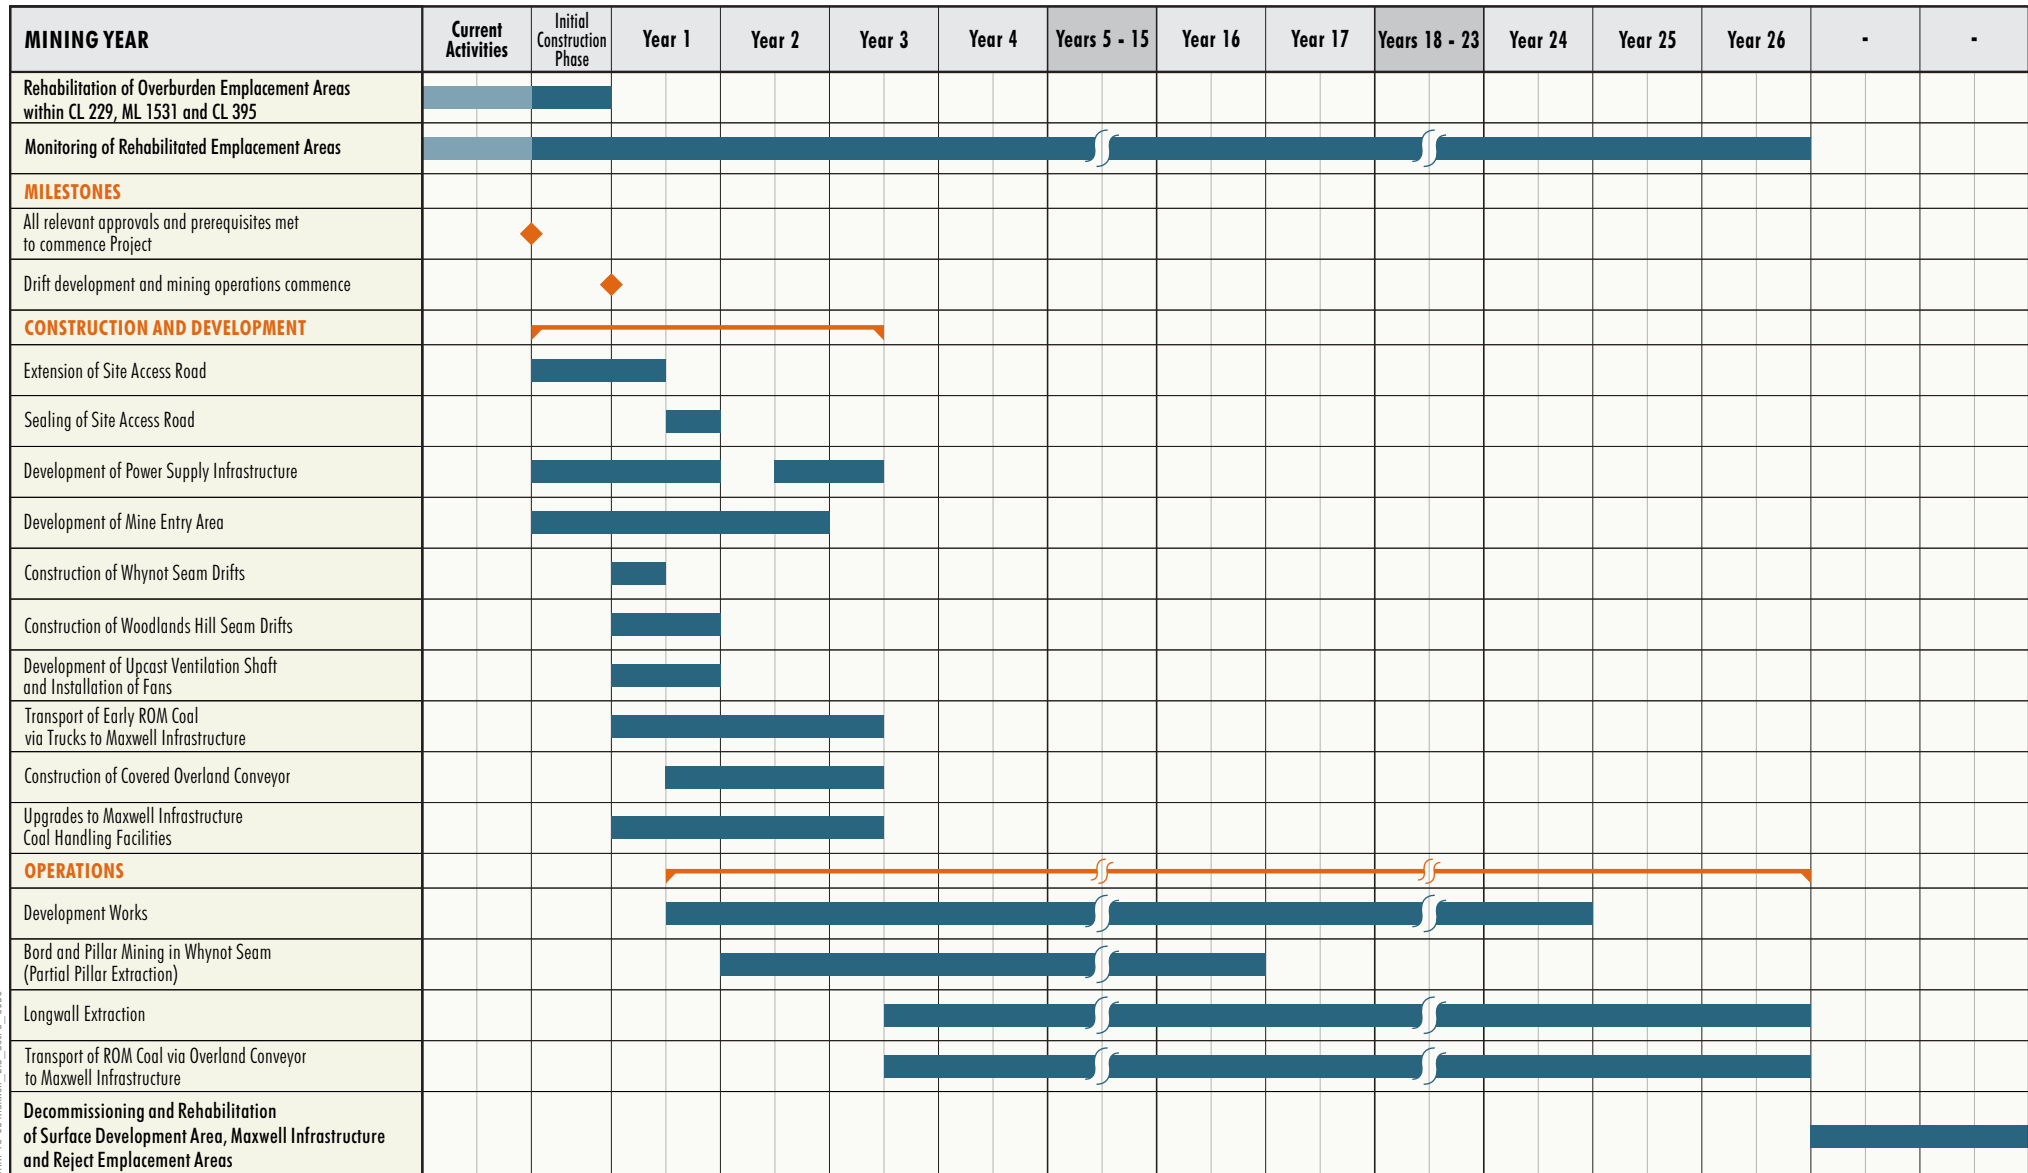 MINING YEAR
Current
Activities
Initial
Construction
Phase
Year 1
Year 2
Year 3
Year 4
Years 5 - 15
Year 16
Year 17
Years 18 - 23
Year 24
Year 25
Year 26
-
-
Rehabilitation of Overburden Emplacement Areas
within CL 229, ML 1531 and CL 395
Monitoring of Rehabilitated Emplacement Areas
MILESTONES
All relevant approvals and prerequisites met
to commence Project
Drift development and mining operations commence
CONSTRUCTION AND DEVELOPMENT
Extension of Site Access Road
Sealing of Site Access Road
Development of Power Supply Infrastructure
Development of Mine Entry Area
Construction of Whynot Seam Drifts
Construction of Woodlands Hill Seam Drifts
Development of Upcast Ventilation Shaft
and Installation of Fans
Transport of Early ROM Coal
via Trucks to Maxwell Infrastructure
Construction of Covered Overland Conveyor
Upgrades to Maxwell Infrastructure
Coal Handling Facilities
OPERATIONS
Development Works
Bord and Pillar Mining in Whynot Seam
(Partial Pillar Extraction)
Longwall Extraction
Transport of ROM Coal via Overland Conveyor
to Maxwell Infrastructure
Decommissioning and Rehabilitation
of Surface Development Area, Maxwell Infrastructure
and Reject Emplacement Areas